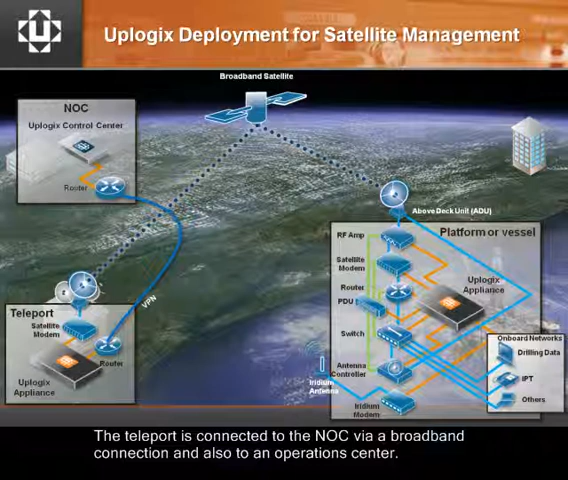 Uplogix Deployment for Satellite Management
Broadband Satellite
NOC
Uplogix Control Center
Router
Above Deck Unit (ADU)
RF Amp
Platform or vessel
Satellite
Modem
Router
PDU
Uplogix
Appliance
Switch
Antenna
Controller
Iridium
Antenna
Iridium
Modem
Onboard Networks
Drilling Data
IPT
Others
VPN
Teleport
Satellite
Modem
Router
Uplogix
Appliance
The teleport is connected to the NOC via a broadband
connection and also to an operations center.